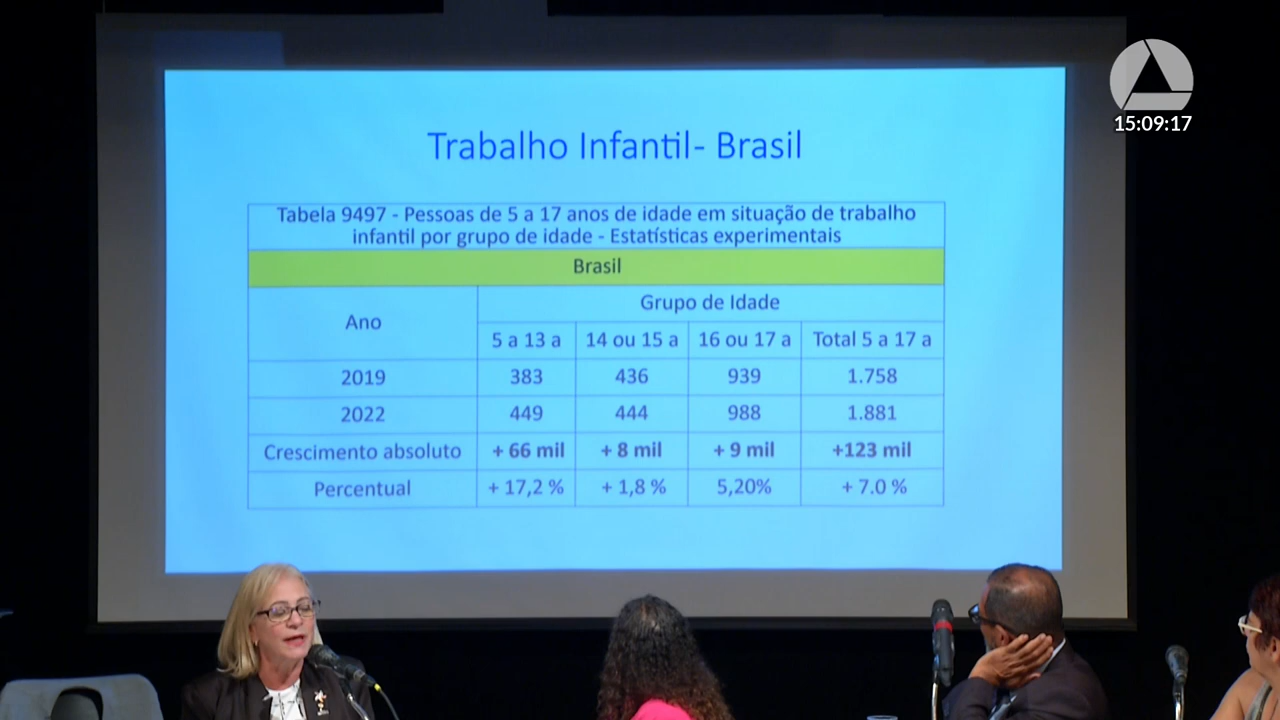 15:09:17
Trabalho Infantil- Brasil
Tabela 9497 - Pessoas de 5 a 17 anos de idade em situação de trabalho
infantil por grupo de idade - Estatísticas experimentais
Brasil
Ano
Grupo de Idade
5 a 13 a 14 ou 15 a 16 ou 17 a Total 5 a 17 a
2019 383 436 939 1.758
2022 449 444 988 1.881
Crescimento absoluto + 66 mil + 8 mil + 9 mil +123 mil
Percentual + 17,2 % + 1,8 % 5,20% + 7.0 %